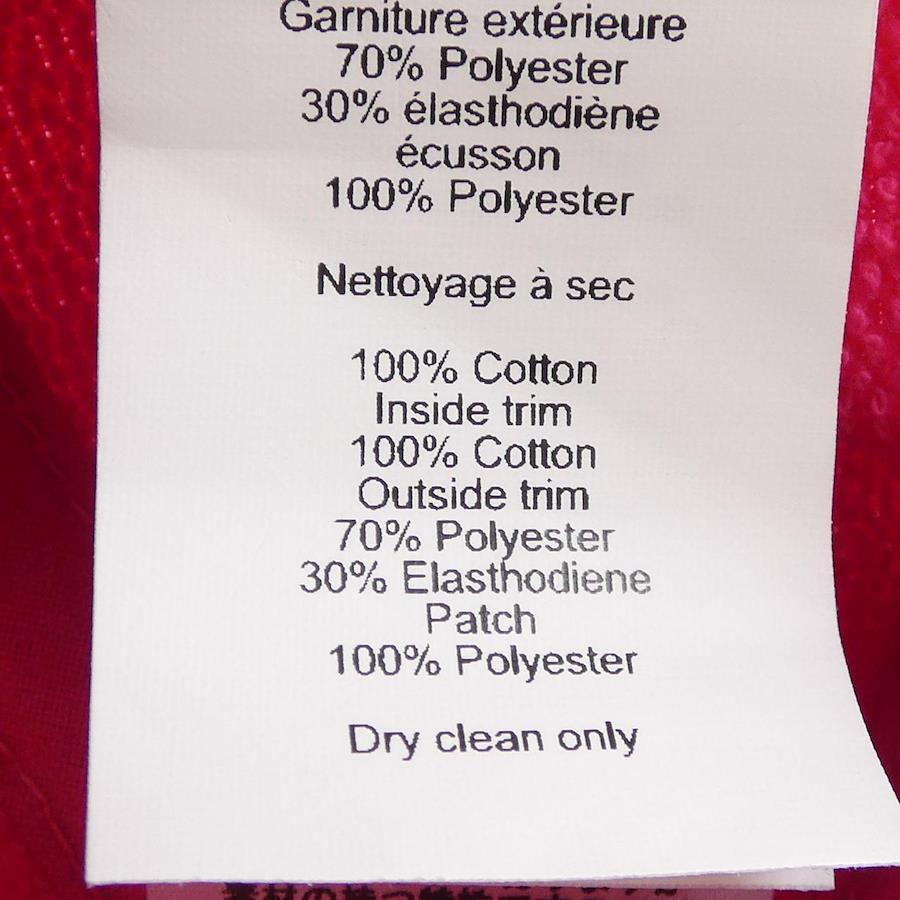 Garniture extérieure
70% Polyester
30% élasthodiène
écusson
100% Polyester
Nettoyage à sec
100% Cotton
Inside trim
100% Cotton
Outside trim
70% Polyester
30% Elasthodiene
Patch
100% Polyester
Dry clean only